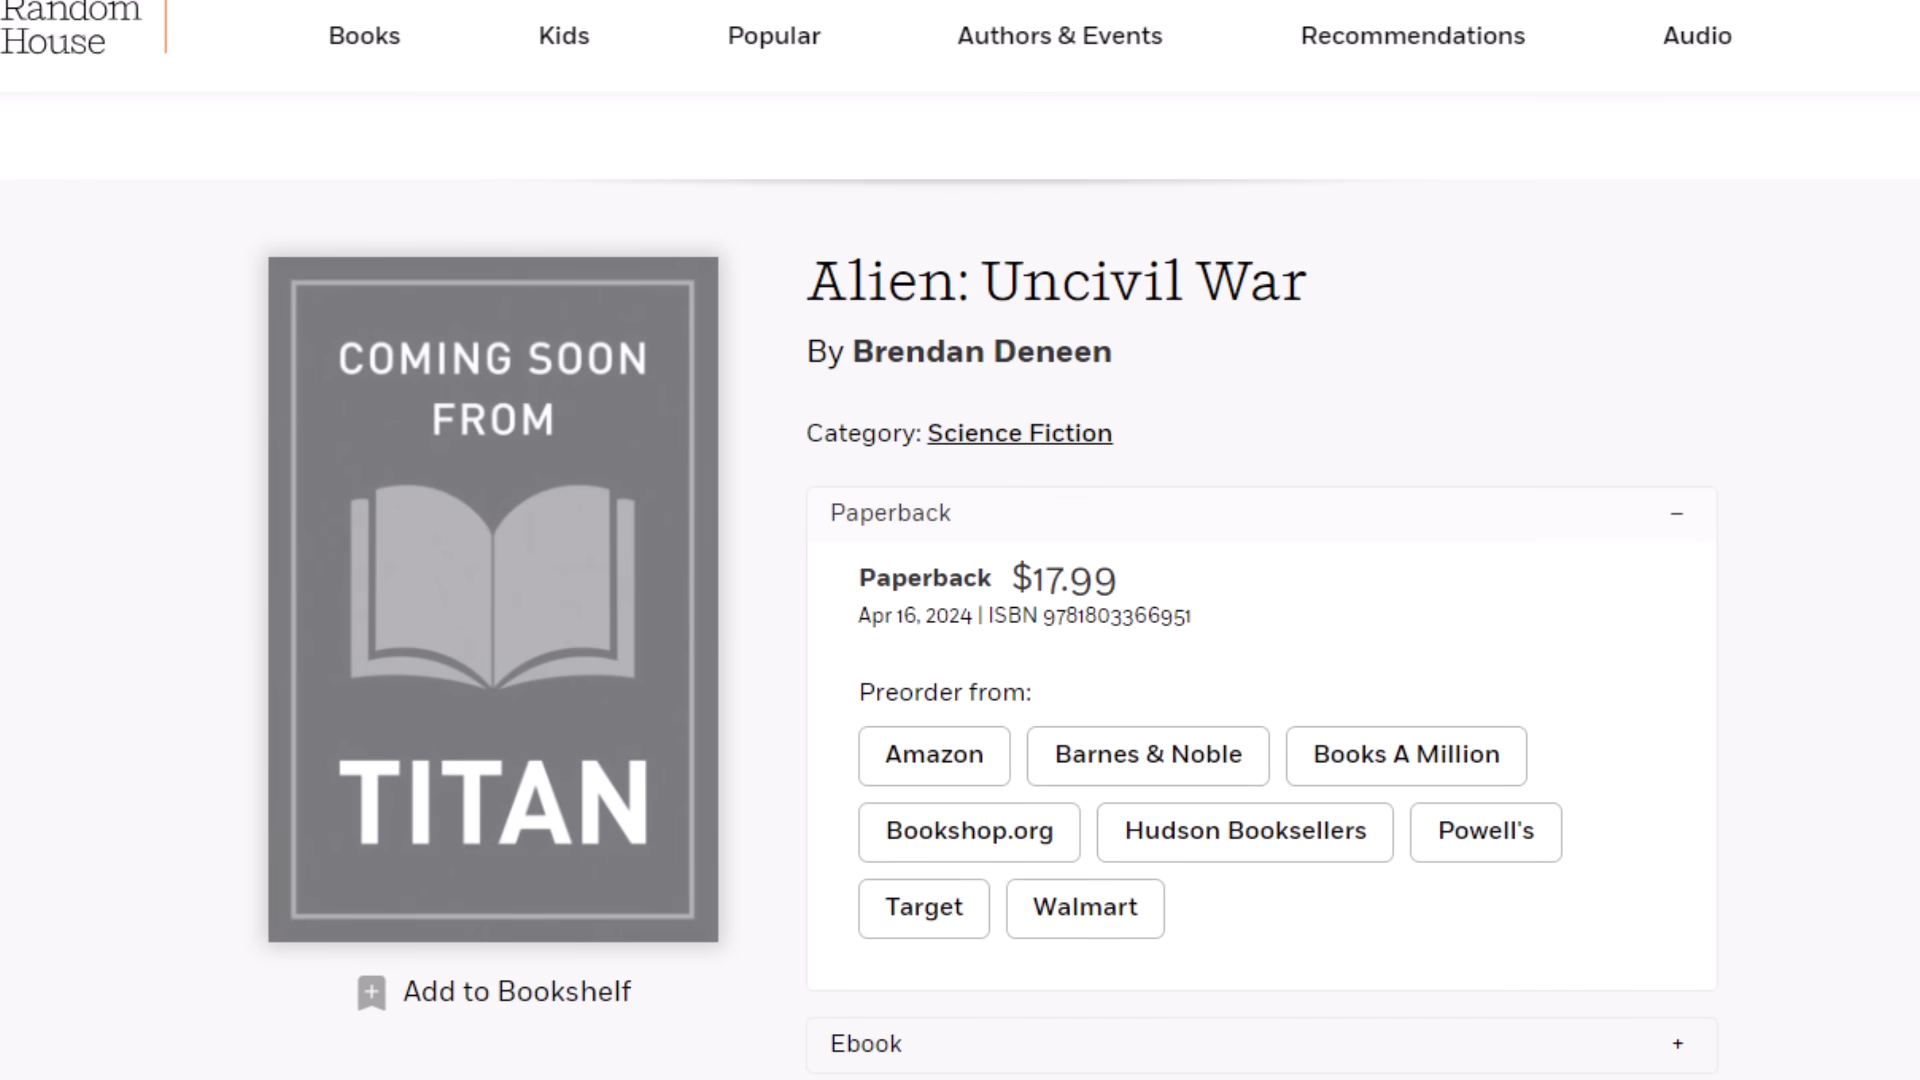 Random
House
Books Kids Popular Authors & Events Recommendations Audio
COMING SOON
FROM
TITAN
Add to Bookshelf
Alien: Uncivil War
By Brendan Deneen
Category: Science Fiction
Paperback –
Paperback $17.99
Apr 16, 2024 | ISBN 9781803366951
Preorder from:
Amazon Barnes & Noble Books A Million
Bookshop.org Hudson Booksellers Powell's
Target Walmart
Ebook +